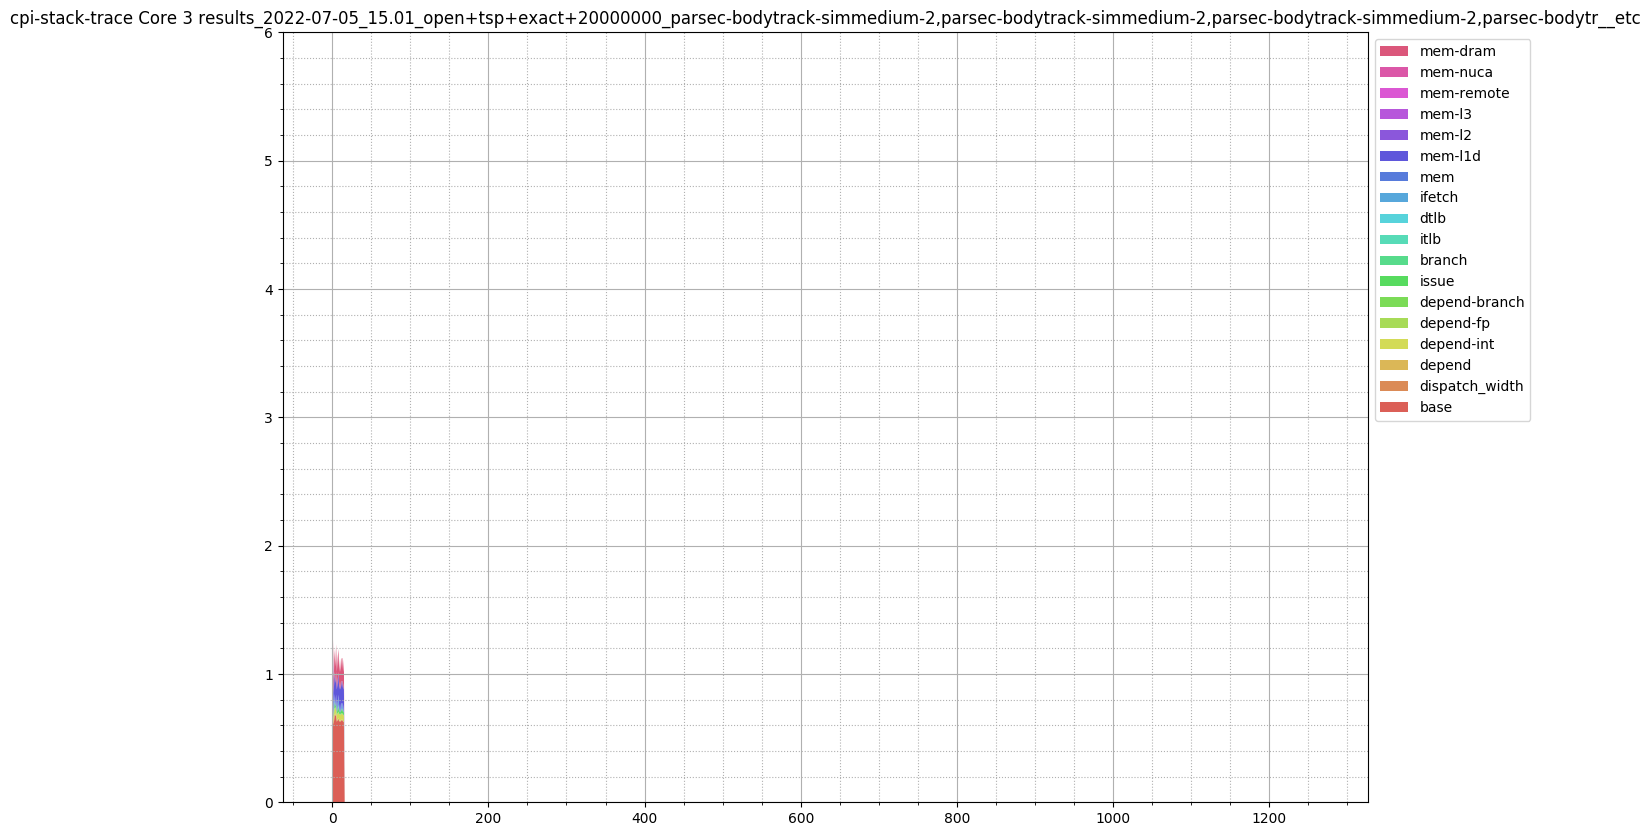 cpi-stack-trace Core 3 results_2022-07-05_15.01_open+tsp+exact+20000000_parsec-bodytrack-simmedium-2,parsec-bodytrack-simmedium-2,parsec-bodytrack-simmedium-2,parsec-bodytr__etc
6
5
4
3
2
1
0
0 200 400 600 800 1000 1200
mem-dram
mem-nuca
mem-remote
mem-l3
mem-l2
mem-l1d
mem
ifetch
dtlb
itlb
branch
issue
depend-branch
depend-fp
depend-int
depend
dispatch_width
base